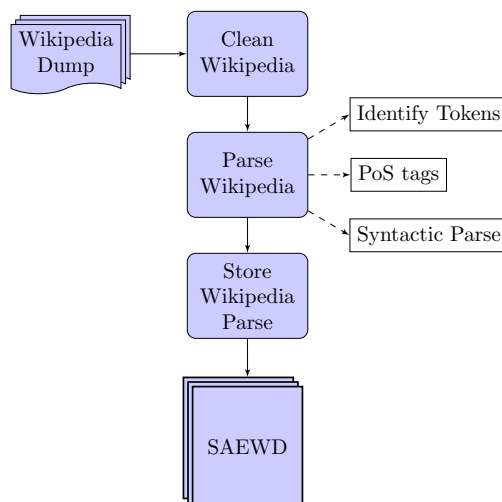 Wikipedia
Dump
Clean
Wikipedia
Parse
Wikipedia
Identify Tokens
PoS tags
Syntactic Parse
Store
Wikipedia
Parse
SAEWD